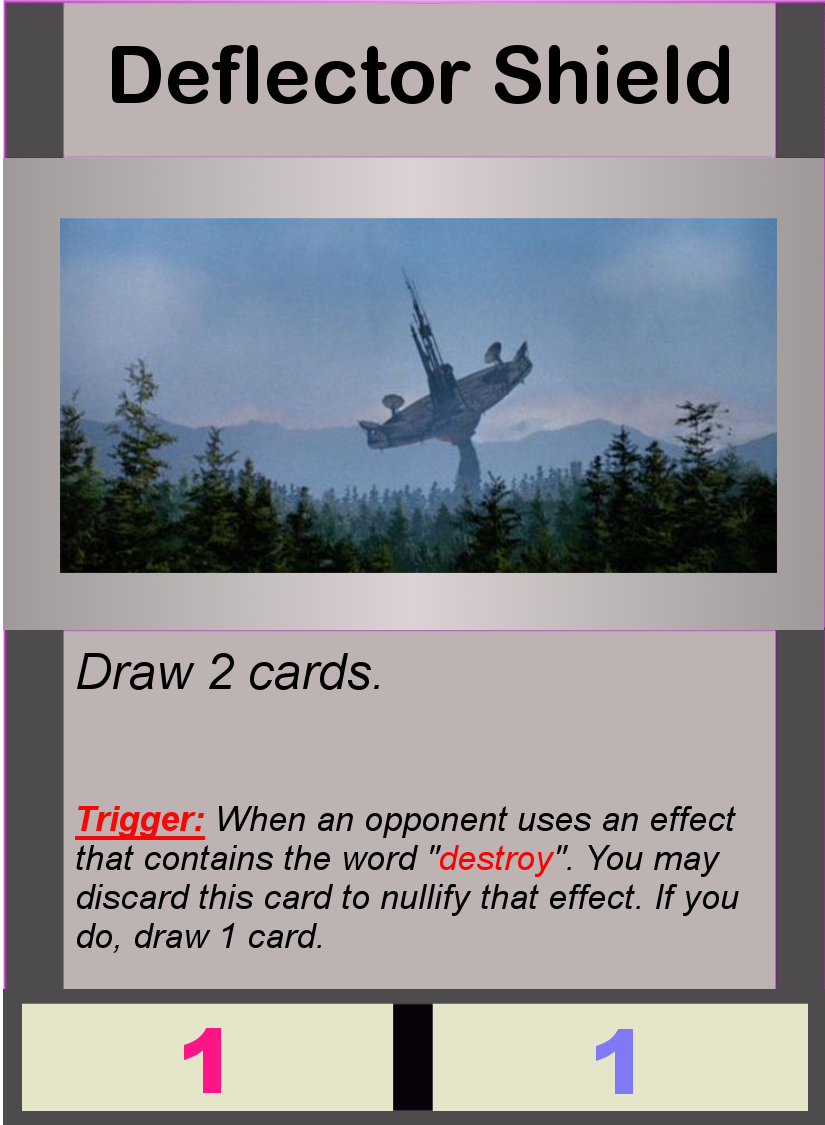 Deflector Shield
Draw 2 cards.
Trigger: When an opponent uses an effect
that contains the word "destroy". You may
discard this card to nullify that effect. If you
do, draw 1 card.
1 1